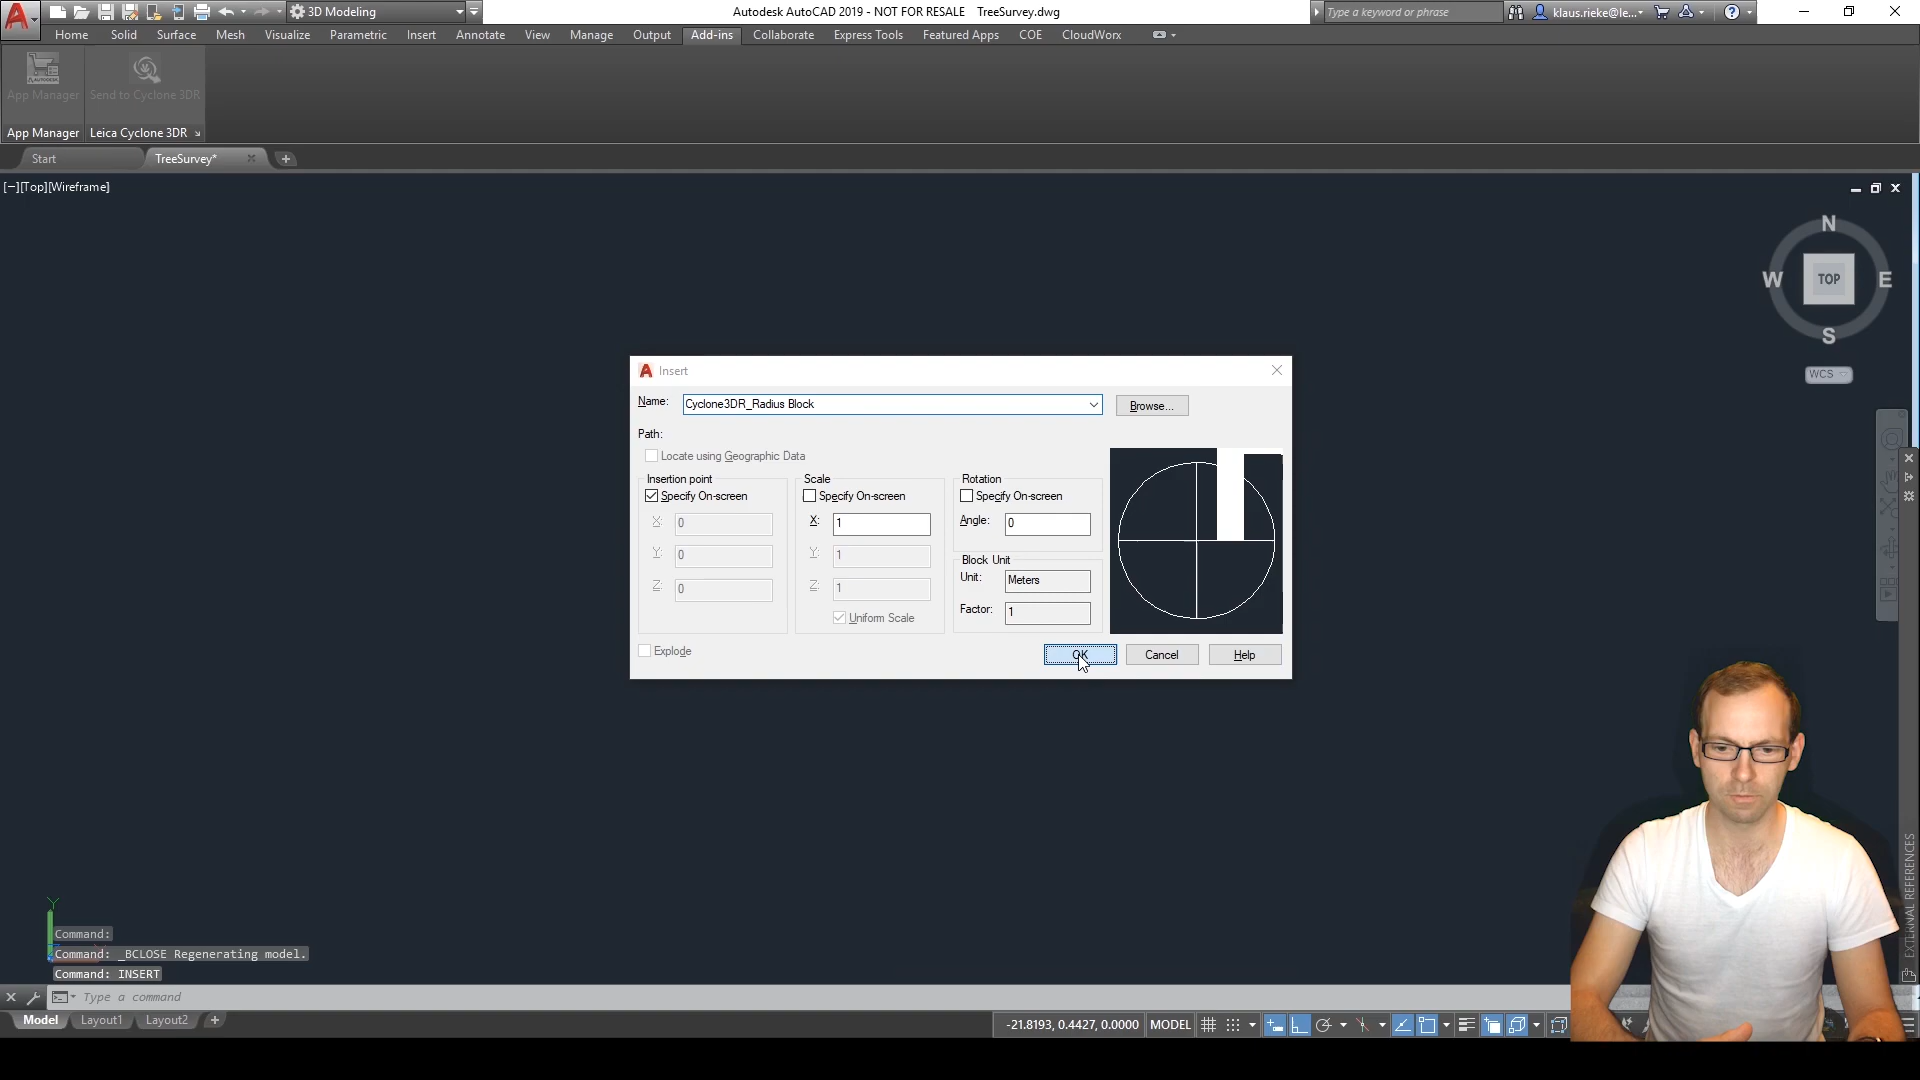 3D Modeling
Autodesk AutoCAD 2019 - NOT FOR RESALE TreeSurvey.dwg
Type a keyword or phrase
klaus.rieke@le...
Home Solid Surface Mesh Visualize Parametric Insert Annotate View Manage Output Add-ins Collaborate Express Tools Featured Apps COE CloudWorx
App Manager Send to Cyclone 3DR
App Manager Leica Cyclone 3DR
Start TreeSurvey*
[−][Top][Wireframe]
N
W TOP E
S
WCS
Insert
Name: Cyclone3DR_Radius Block Browse...
Path:
Locate using Geographic Data
Insertion point Scale Rotation
Specify On-screen Specify On-screen Specify On-screen
X: 0 X: 1 Angle: 0
Y: 0 Y: 1 Block Unit
Unit: Meters
Z: 0 Z: 1
Factor: 1
Uniform Scale
Explode OK Cancel Help
EXTERNAL REFERENCES
Y
Command:
Command: _BCLOSE Regenerating model.
Command: INSERT
Type a command
Model Layout1 Layout2
-21.8193, 0.4427, 0.0000 MODEL